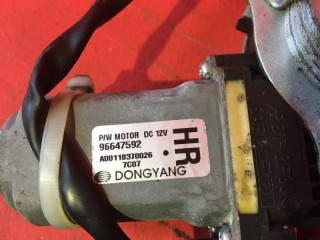 P/W MOTOR DC 12V
96647592
A00118370026
7C07
HR.
DONGYANG